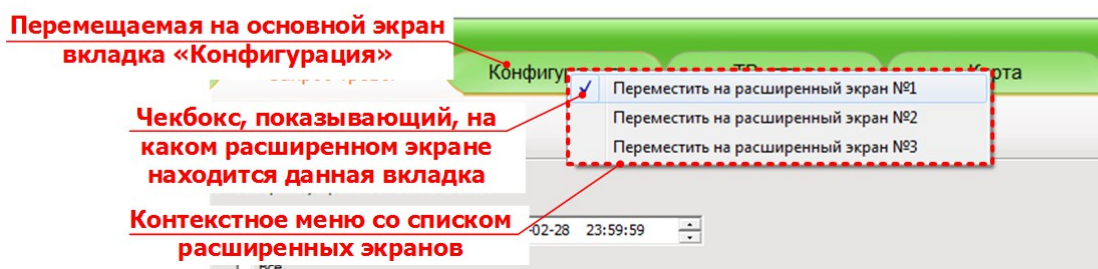 Перемещаемая на основной экран
вкладка «Конфигурация»
Карта
Переместить на расширенный экран №1
Переместить на расширенный экран №2
Переместить на расширенный экран №3
Чекбокс, показывающий, на
каком расширенном экране
находится данная вкладка
Контекстное меню со списком
расширенных экранов
-02-28 23:59:59
Все